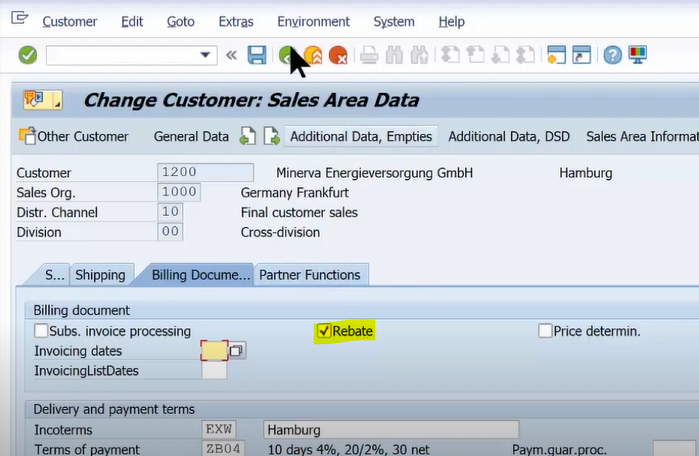 Customer Edit Goto Extras Environment System Help
Change Customer: Sales Area Data
Other Customer General Data Additional Data, Empties Additional Data, DSD Sales Area Informat
Customer 1200 Minerva Energieversorgung GmbH Hamburg
Sales Org. 1000 Germany Frankfurt
Distr. Channel 10 Final customer sales
Division 00 Cross-division
S... Shipping Billing Docume... Partner Functions
Billing document
Subs. invoice processing Rebate Price determin.
Invoicing dates
InvoicingListDates
Delivery and payment terms
Incoterms EXW Hamburg
Terms of payment ZB04 10 days 4%, 20/2%, 30 net Paym.guar.proc.